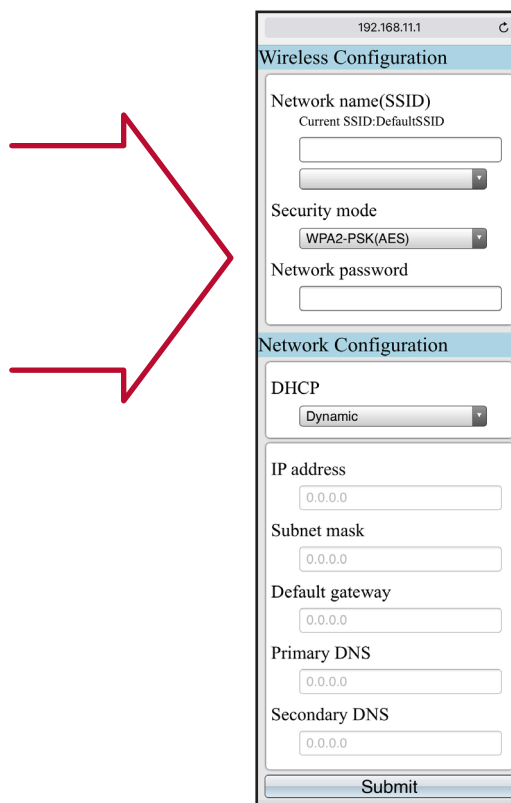 192.168.11.1
Wireless Configuration
Network name(SSID)
Current SSID:DefaultSSID
Security mode
WPA2-PSK(AES)
Network password
Network Configuration
DHCP
Dynamic
IP address
0.0.0.0
Subnet mask
0.0.0.0
Default gateway
0.0.0.0
Primary DNS
0.0.0.0
Secondary DNS
0.0.0.0
Submit